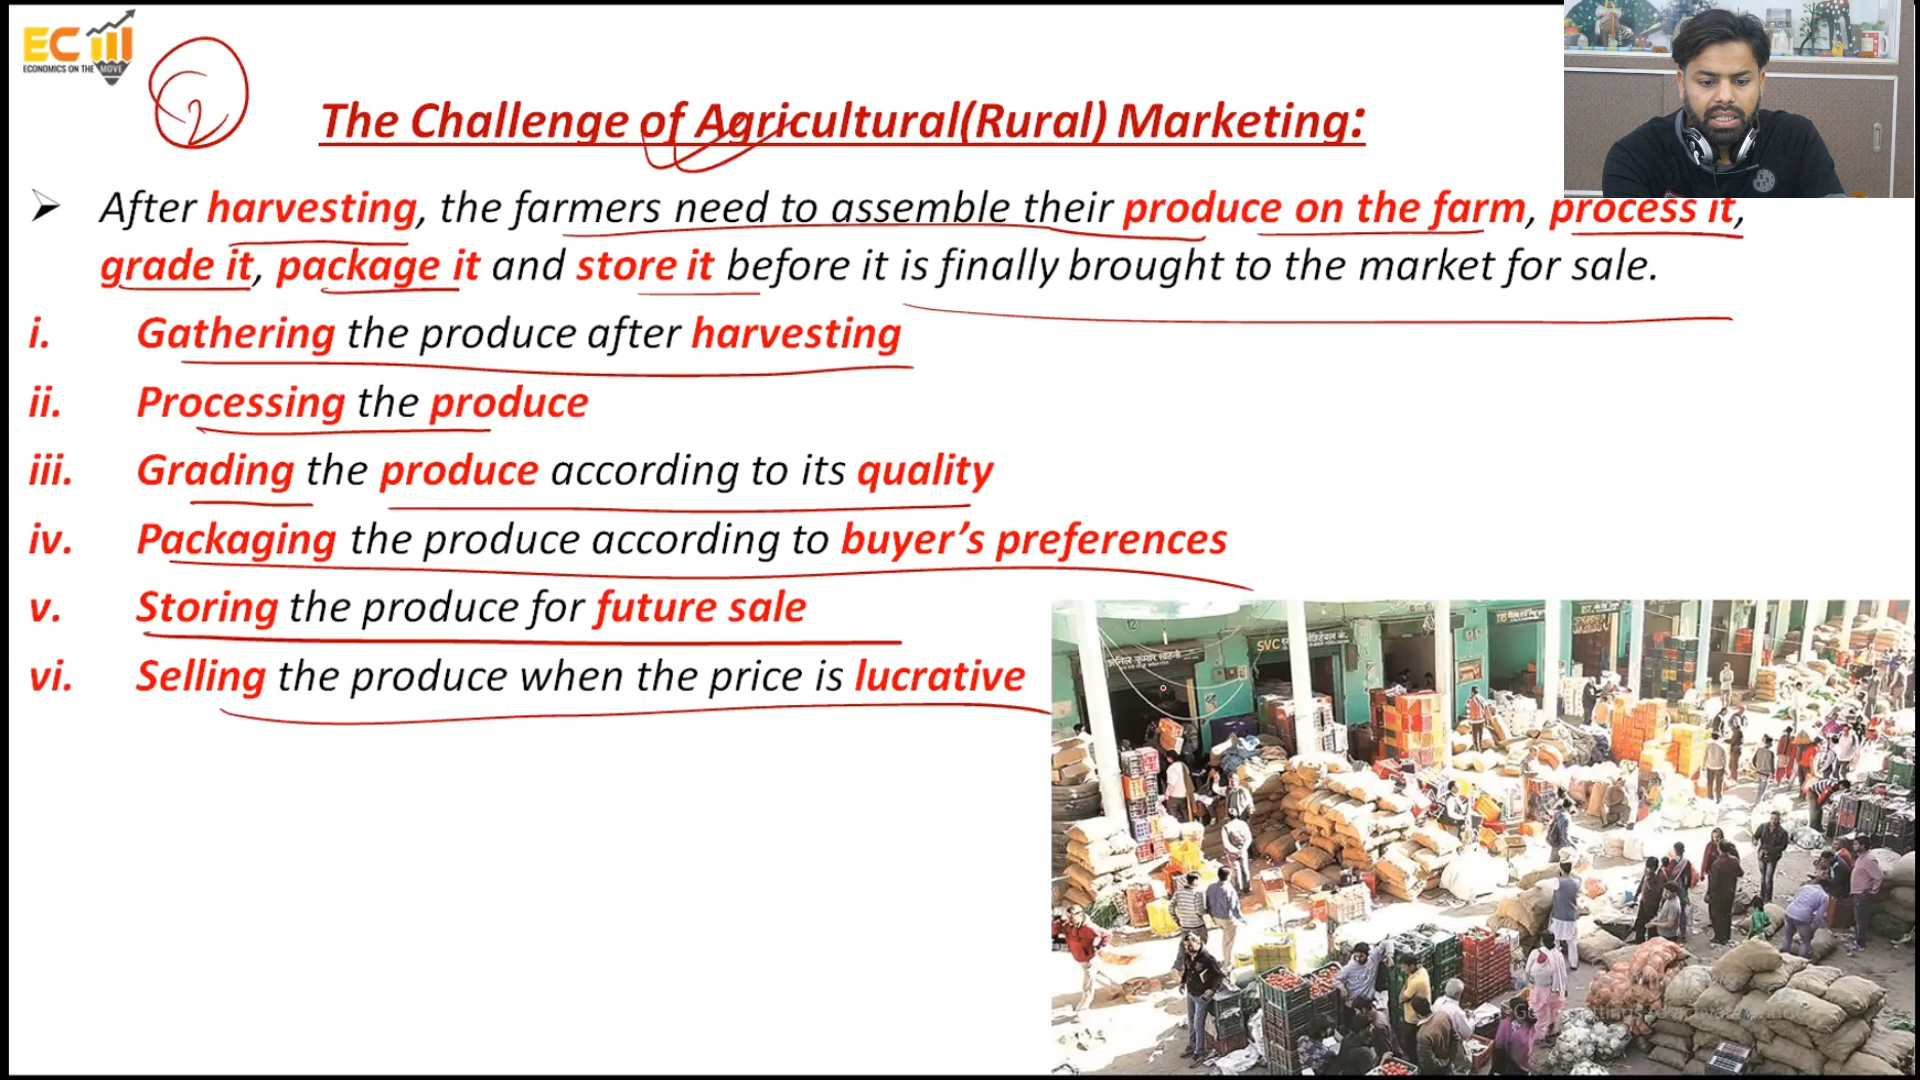 EC
ECONOMICS ON THE MOVE
2
The Challenge of Agricultural(Rural) Marketing:
After harvesting, the farmers need to assemble their produce on the farm, process it,
grade it, package it and store it before it is finally brought to the market for sale.
i. Gathering the produce after harvesting
ii. Processing the produce
iii. Grading the produce according to its quality
iv. Packaging the produce according to buyer’s preferences
v. Storing the produce for future sale
vi. Selling the produce when the price is lucrative
12
SVC